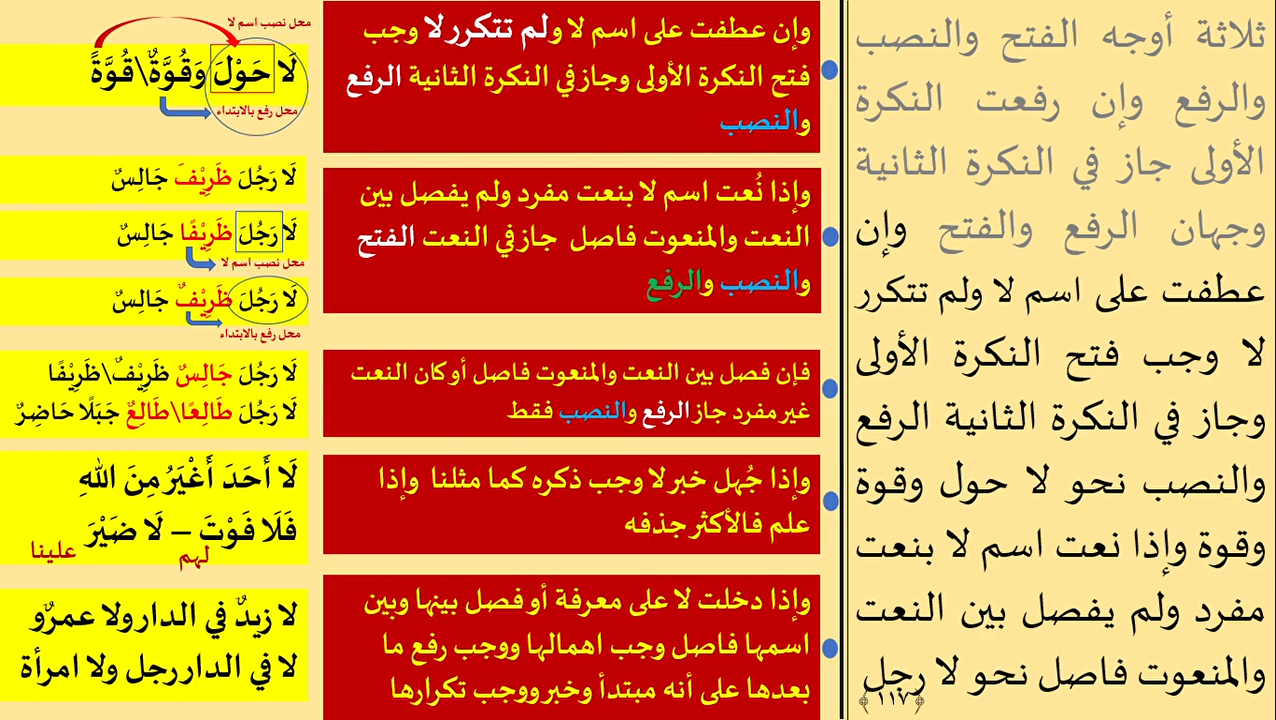 ثلاثة أوجه الفتح والنصب
والرفع وإن رفعت النكرة
الأولى جاز في النكرة الثانية
وجهان الرفع والفتح وإن
عطفت على اسم لا ولم تتكرر
لا وجب فتح النكرة الأولى
وجاز في النكرة الثانية الرفع
والنصب نحو لا حول وقوة
وقوة وإذا نعت اسم لا بنعت
مفرد ولم يفصل بين النعت
والمنعوت فاصل نحو لا رجل
﴿١١٧﴾
وإن عطفت على اسم لا ولم تتكرر لا وجب
فتح النكرة الأولى وجاز في النكرة الثانية الرفع
والنصب
محل نصب اسم لا
لَا حَوْلَ وَقُوَّةٌ\قُوَّةً
محل رفع بالابتداء
وإذا نُعت اسم لا بنعت مفرد ولم يفصل بين
النعت والمنعوت فاصل جاز في النعت الفتح
والنصب والرفع
لَا رَجُلَ ظَرِيْفَ جَالِسٌ
لَا رَجُلَ ظَرِيْفًا جَالِسٌ
محل نصب اسم لا
لَا رَجُلَ ظَرِيْفٌ جَالِسٌ
محل رفع بالابتداء
فإن فصل بين النعت والمنعوت فاصل أو كان النعت
غير مفرد جاز الرفع والنصب فقط
لَا رَجُلَ جَالِسٌ ظَرِيْفٌ\ظَرِيْفًا
لَا رَجُلَ طَالِعًا\طَالِعٌ جَبَلًا حَاضِرٌ
وإذا جُهل خبر لا وجب ذكره كما مثلنا وإذا
علم فالأكثر جذفه
لَا أَحَدَ أَغْيَرُ مِنَ اللهِ
فَلَا فَوْتَ – لَا ضَيْرَ
لهم علينا
وإذا دخلت لا على معرفة أو فصل بينها وبين
اسمها فاصل وجب اهمالها ووجب رفع ما
بعدها على أنه مبتدأ وخبر ووجب تكرارها
لا زيدٌ في الدار ولا عمرٌو
لا في الدار رجل ولا امرأة